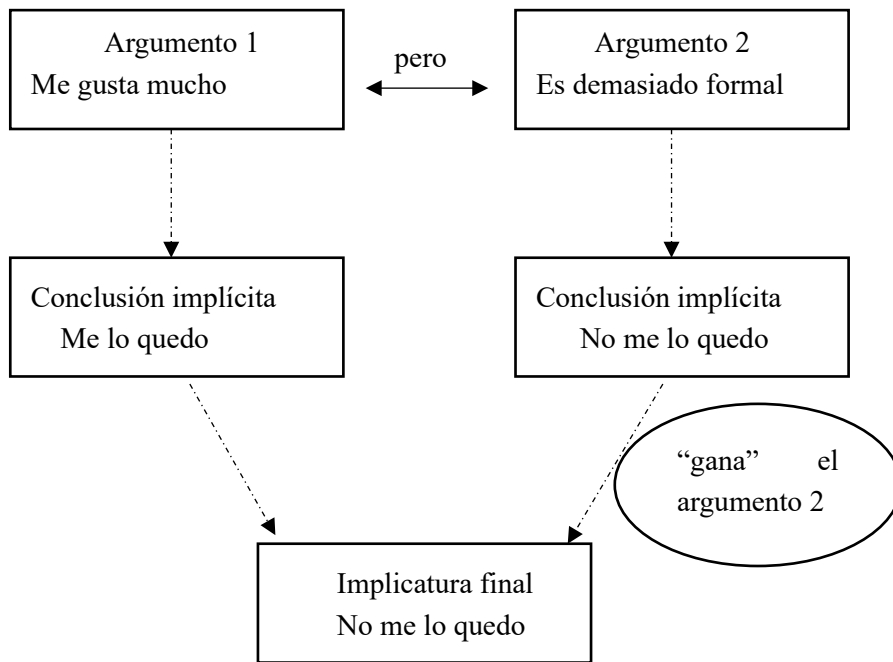 Argumento 1
Me gusta mucho
pero
Argumento 2
Es demasiado formal
Conclusión implícita
Me lo quedo
Conclusión implícita
No me lo quedo
“gana” el
argumento 2
Implicatura final
No me lo quedo